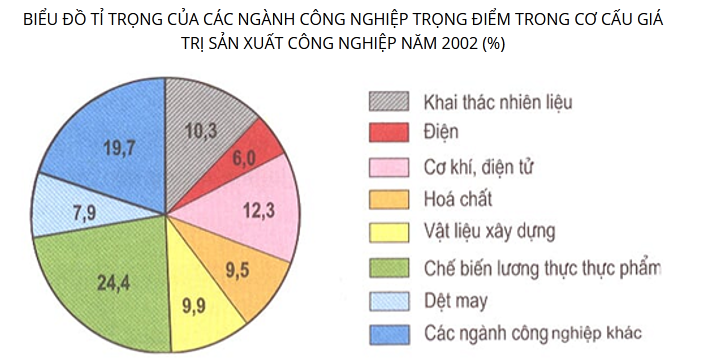 BIỂU ĐỒ TỈ TRỌNG CỦA CÁC NGÀNH CÔNG NGHIỆP TRỌNG ĐIỂM TRONG CƠ CẤU GIÁ
TRỊ SẢN XUẤT CÔNG NGHIỆP NĂM 2002 (%)
10,3
6,0
12,3
9,5
9,9
24,4
7,9
19,7
Khai thác nhiên liệu
Điện
Cơ khí, điện tử
Hoá chất
Vật liệu xây dựng
Chế biến lương thực thực phẩm
Dệt may
Các ngành công nghiệp khác